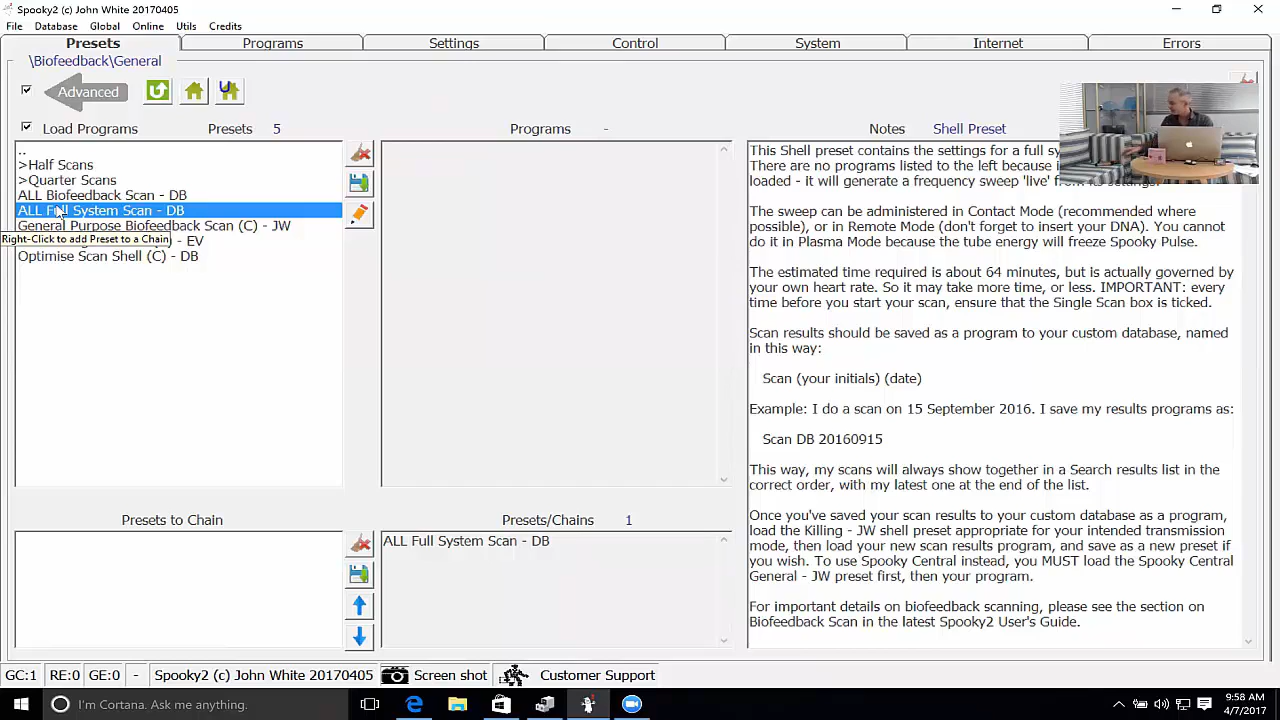 Spooky2 (c) John White 20170405
File Database Global Online Utils Credits
Presets Programs Settings Control System Internet Errors
\Biofeedback\General
Advanced
Load Programs Presets 5 Programs - Notes Shell Preset
..
>Half Scans
>Quarter Scans
ALL Biofeedback Scan - DB
ALL Full System Scan - DB
General Purpose Biofeedback Scan (C) - JW
Right-Click to add Preset to a Chain - EV
Optimise Scan Shell (C) - DB
This Shell preset contains the settings for a full
There are no programs listed to the left because
loaded - it will generate a frequency sweep 'live'
The sweep can be administered in Contact Mode (recommended where
possible), or in Remote Mode (don't forget to insert your DNA). You cannot
do it in Plasma Mode because the tube energy will freeze Spooky Pulse.
The estimated time required is about 64 minutes, but is actually governed by
your own heart rate. So it may take more time, or less. IMPORTANT: every
time before you start your scan, ensure that the Single Scan box is ticked.
Scan results should be saved as a program to your custom database, named
in this way:
Scan (your initials) (date)
Example: I do a scan on 15 September 2016. I save my results programs as:
Scan DB 20160915
This way, my scans will always show together in a Search results list in the
correct order, with my latest one at the end of the list.
Once you've saved your scan results to your custom database as a program,
load the Killing - JW shell preset appropriate for your intended transmission
mode, then load your new scan results program, and save as a new preset if
you wish. To use Spooky Central instead, you MUST load the Spooky Central
General - JW preset first, then your program.
For important details on biofeedback scanning, please see the section on
Biofeedback Scan in the latest Spooky2 User's Guide.
Presets to Chain Presets/Chains 1
ALL Full System Scan - DB
GC:1 RE:0 GE:0 - Spooky2 (c) John White 20170405 Screen shot Customer Support
I'm Cortana. Ask me anything.
9:58 AM
4/7/2017